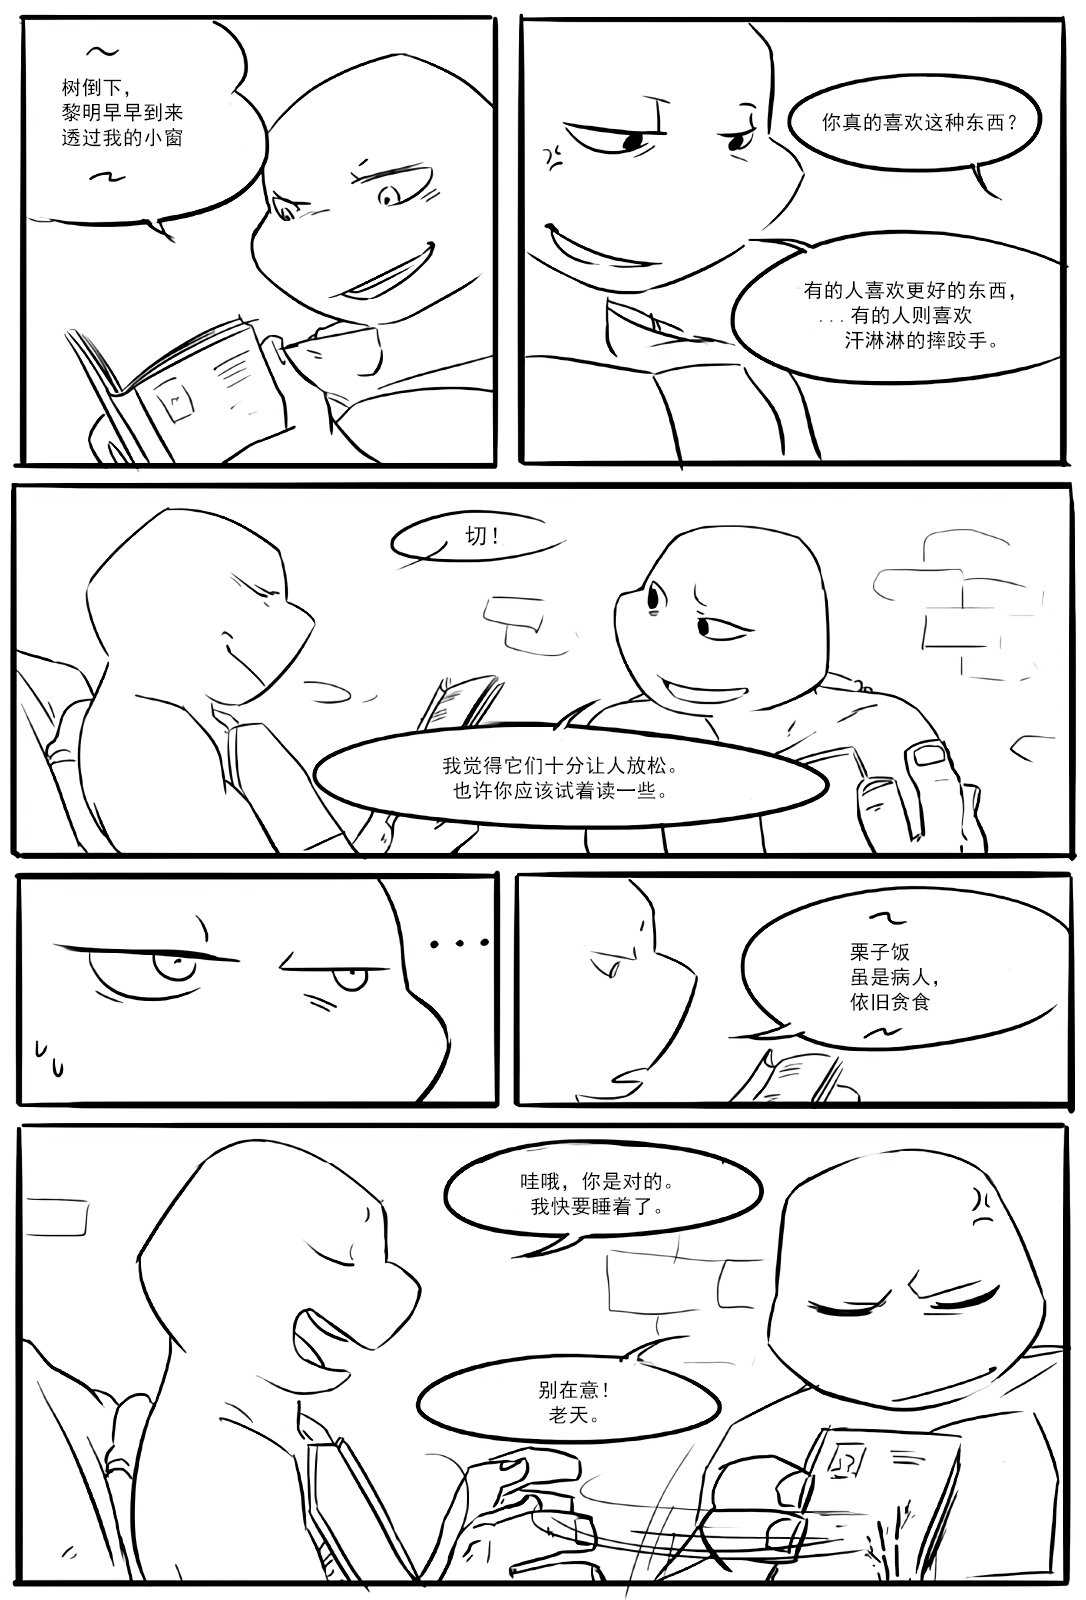 ～
树倒下，
黎明早早到来
透过我的小窗
～
你真的喜欢这种东西？
有的人喜欢更好的东西，
...有的人则喜欢
汗淋淋的摔跤手。
切！
我觉得它们十分让人放松。
也许你应该试着读一些。
...
～
栗子饭
虽是病人，
依旧贪食
～
哇哦，你是对的。
我快要睡着了。
别在意！
老天。